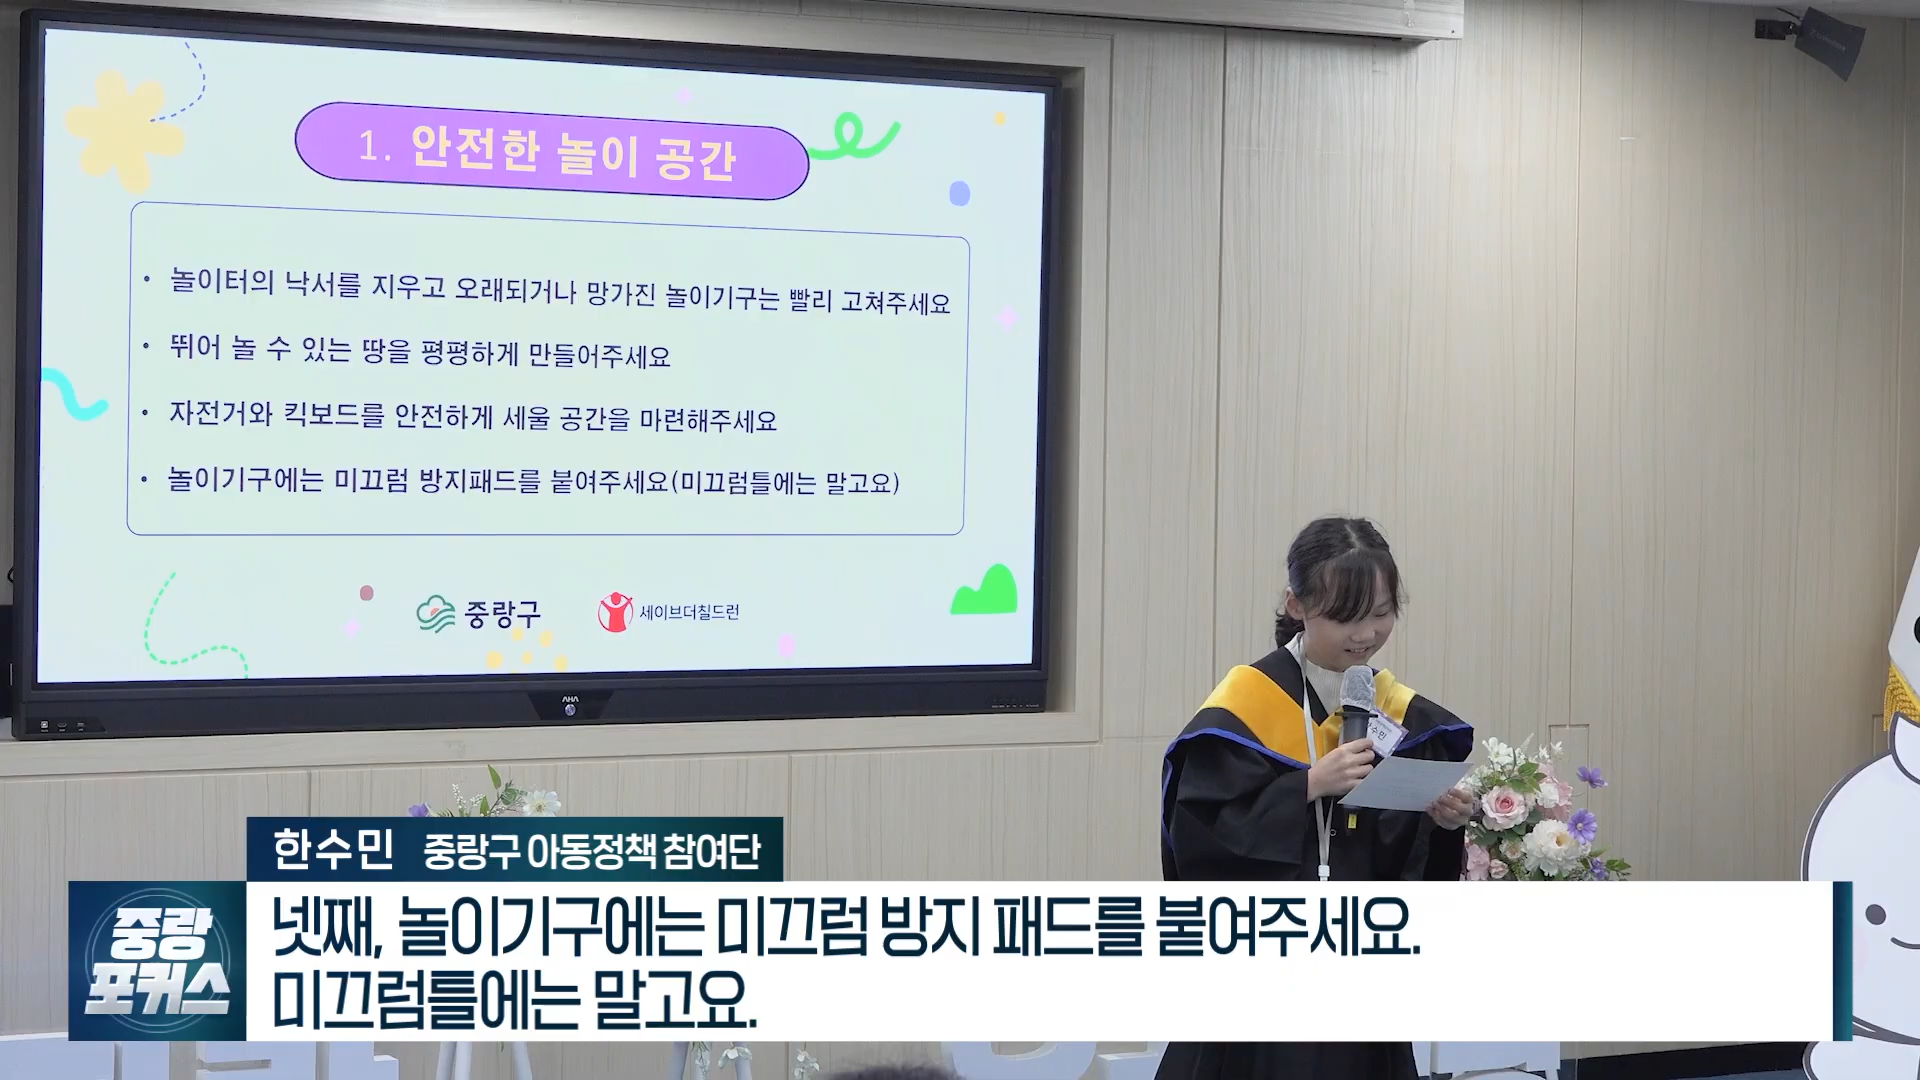 1. 안전한 놀이 공간
• 놀이터의 낙서를 지우고 오래되거나 망가진 놀이기구는 빨리 고쳐주세요
• 뛰어 놀 수 있는 땅을 평평하게 만들어주세요
• 자전거와 킥보드를 안전하게 세울 공간을 마련해주세요
• 놀이기구에는 미끄럼 방지패드를 붙여주세요(미끄럼틀에는 말고요)
중랑구
세이브더칠드런
AHA
수민
한수민 중랑구 아동정책 참여단
중랑
포커스
넷째, 놀이기구에는 미끄럼 방지 패드를 붙여주세요.
미끄럼틀에는 말고요.